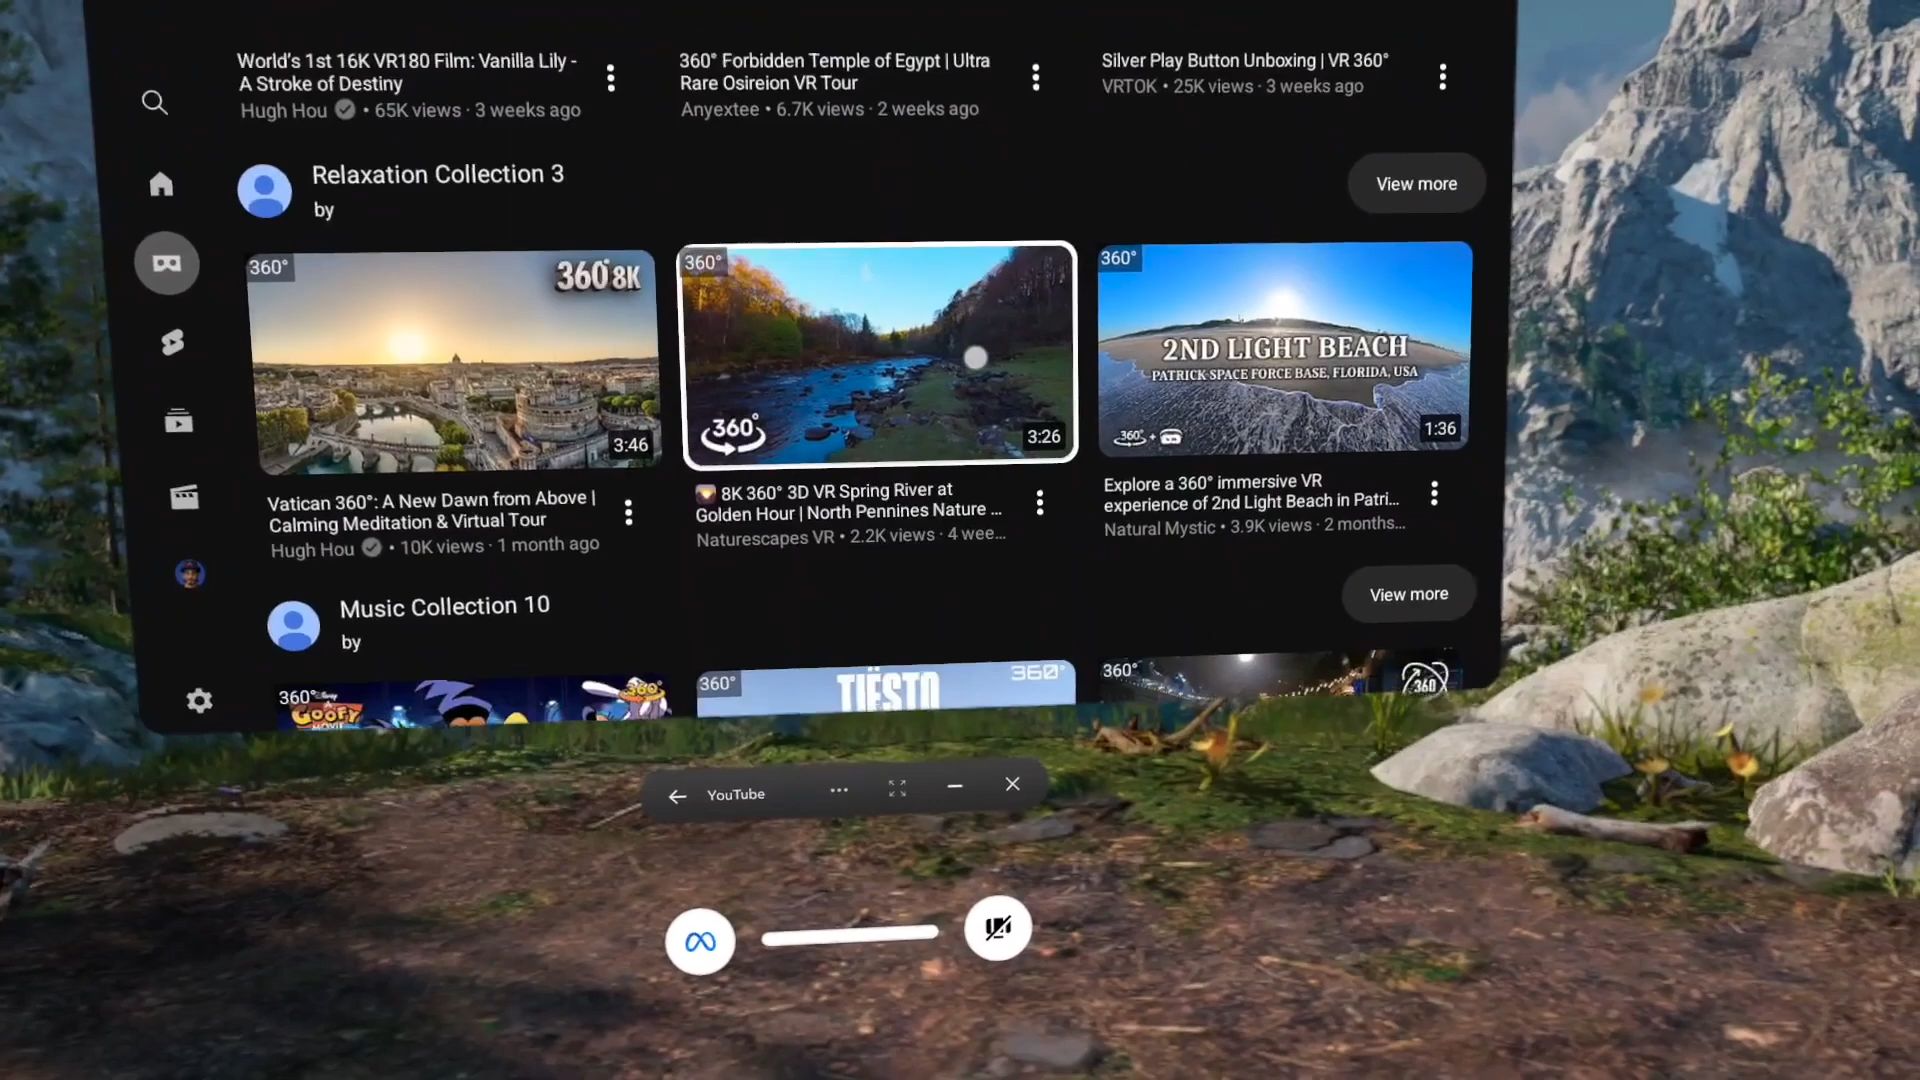 World's 1st 16K VR180 Film: Vanilla Lily -
A Stroke of Destiny
Hugh Hou • 65K views · 3 weeks ago
360° Forbidden Temple of Egypt | Ultra
Rare Osireion VR Tour
Anyextee • 6.7K views · 2 weeks ago
Silver Play Button Unboxing | VR 360°
VRTOK • 25K views · 3 weeks ago
Relaxation Collection 3
by
View more
360°
360°8K
3:46
360°
360°
3:26
360°
2ND LIGHT BEACH
PATRICK SPACE FORCE BASE, FLORIDA, USA
360° +
1:36
Vatican 360°: A New Dawn from Above |
Calming Meditation & Virtual Tour
Hugh Hou • 10K views · 1 month ago
8K 360° 3D VR Spring River at
Golden Hour | North Pennines Nature ...
Naturescapes VR • 2.2K views · 4 wee...
Explore a 360° immersive VR
experience of 2nd Light Beach in Patri...
Natural Mystic • 3.9K views · 2 months...
Music Collection 10
by
View more
360°
Disney
A GOOFY
MOVIE
360°
360°
TIËSTO
360°
360°
360
YouTube